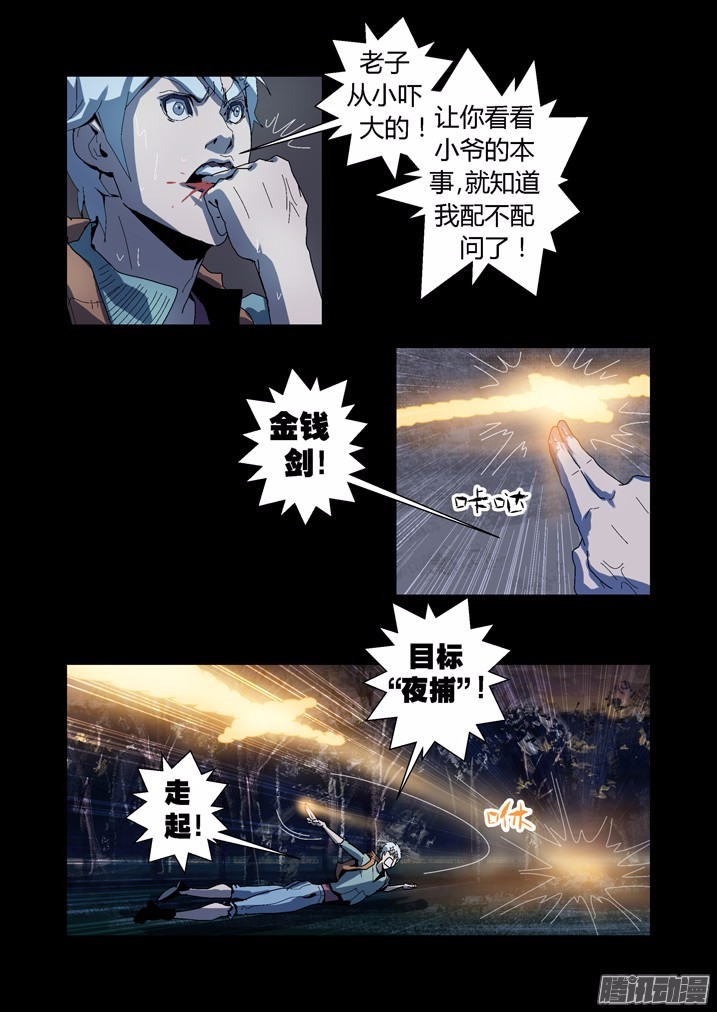 老子
从小吓
大的！
让你看看
小爷的本
事，就知道
我配不配
问了！
金钱
剑！
咔哒
目标
“夜捕”！
走
起！
咻
腾讯动漫